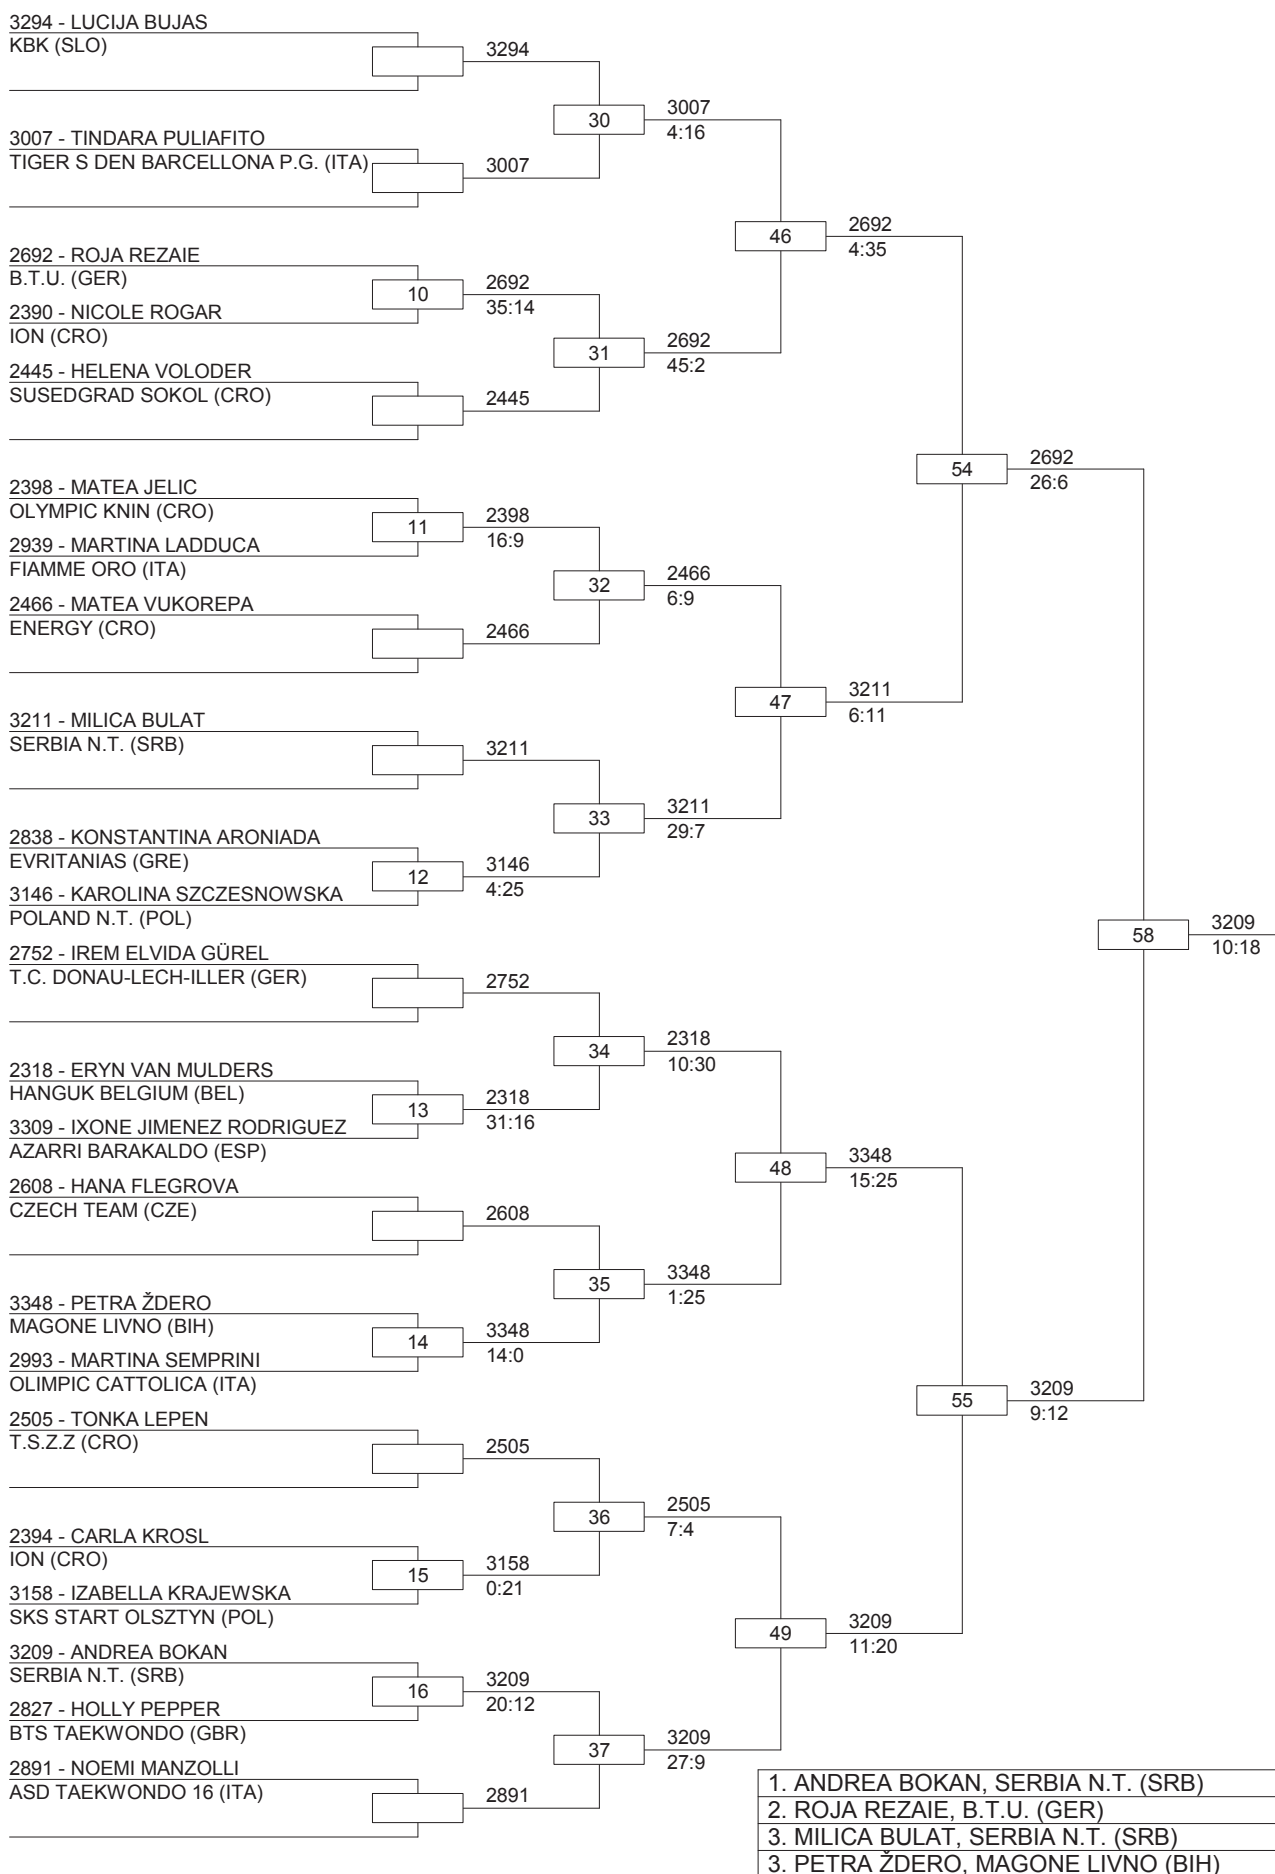 3294 - LUCIJA BUJAS
KBK (SLO)
3294
30
3007
4:16
3007 - TINDARA PULIAFITO
TIGER S DEN BARCELLONA P.G. (ITA)
3007
46
2692
4:35
2692 - ROJA REZAIE
B.T.U. (GER)
10
2692
35:14
2390 - NICOLE ROGAR
ION (CRO)
31
2692
45:2
2445 - HELENA VOLODER
SUSEDGRAD SOKOL (CRO)
2445
54
2692
26:6
2398 - MATEA JELIC
OLYMPIC KNIN (CRO)
11
2398
16:9
2939 - MARTINA LADDUCA
FIAMME ORO (ITA)
32
2466
6:9
2466 - MATEA VUKOREPA
ENERGY (CRO)
2466
47
3211
6:11
3211 - MILICA BULAT
SERBIA N.T. (SRB)
3211
33
3211
29:7
2838 - KONSTANTINA ARONIADA
EVRITANIAS (GRE)
12
3146
4:25
3146 - KAROLINA SZCZESNOWSKA
POLAND N.T. (POL)
58
3209
10:18
2752 - IREM ELVIDA GÜREL
T.C. DONAU-LECH-ILLER (GER)
2752
34
2318
10:30
2318 - ERYN VAN MULDERS
HANGUK BELGIUM (BEL)
13
2318
31:16
3309 - IXONE JIMENEZ RODRIGUEZ
AZARRI BARAKALDO (ESP)
48
3348
15:25
2608 - HANA FLEGROVA
CZECH TEAM (CZE)
2608
35
3348
1:25
3348 - PETRA ŽDERO
MAGONE LIVNO (BIH)
14
3348
14:0
2993 - MARTINA SEMPRINI
OLIMPIC CATTOLICA (ITA)
55
3209
9:12
2505 - TONKA LEPEN
T.S.Z.Z (CRO)
2505
36
2505
7:4
2394 - CARLA KROSL
ION (CRO)
15
3158
0:21
3158 - IZABELLA KRAJEWSKA
SKS START OLSZTYN (POL)
49
3209
11:20
3209 - ANDREA BOKAN
SERBIA N.T. (SRB)
16
3209
20:12
2827 - HOLLY PEPPER
BTS TAEKWONDO (GBR)
37
3209
27:9
2891 - NOEMI MANZOLLI
ASD TAEKWONDO 16 (ITA)
2891
1. ANDREA BOKAN, SERBIA N.T. (SRB)
2. ROJA REZAIE, B.T.U. (GER)
3. MILICA BULAT, SERBIA N.T. (SRB)
3. PETRA ŽDERO, MAGONE LIVNO (BIH)